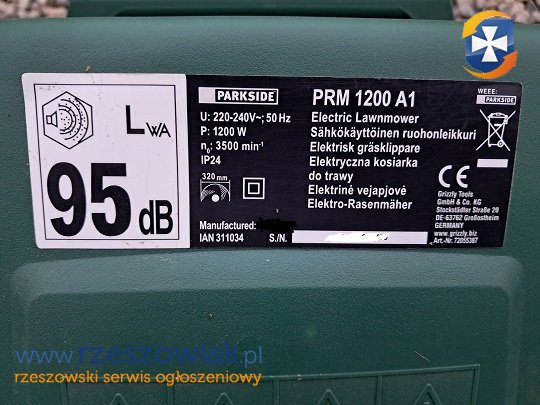 LWA
95 dB
PARKSIDE
U: 220-240V~; 50 Hz
P: 1200 W
n₀: 3500 min⁻¹
IP24
320 mm
Manufactured:
IAN 311034 S./N.
PRM 1200 A1
Electric Lawnmower
Sähkökäyttöinen ruohonleikkuri
Elektrisk gräsklippare
Elektryczna kosiarka
do trawy
Elektrinė vejapjovė
Elektro-Rasenmäher
WEEE:
PARKSIDE
CE
Grizzly Tools
GmbH & Co. KG
Stockstädter Straße 20
DE-63762 Großostheim
GERMANY
www.grizzly.biz
Art.-Nr. 72055387
www.rzeszowiak.pl
rzeszowski serwis ogłoszeniowy